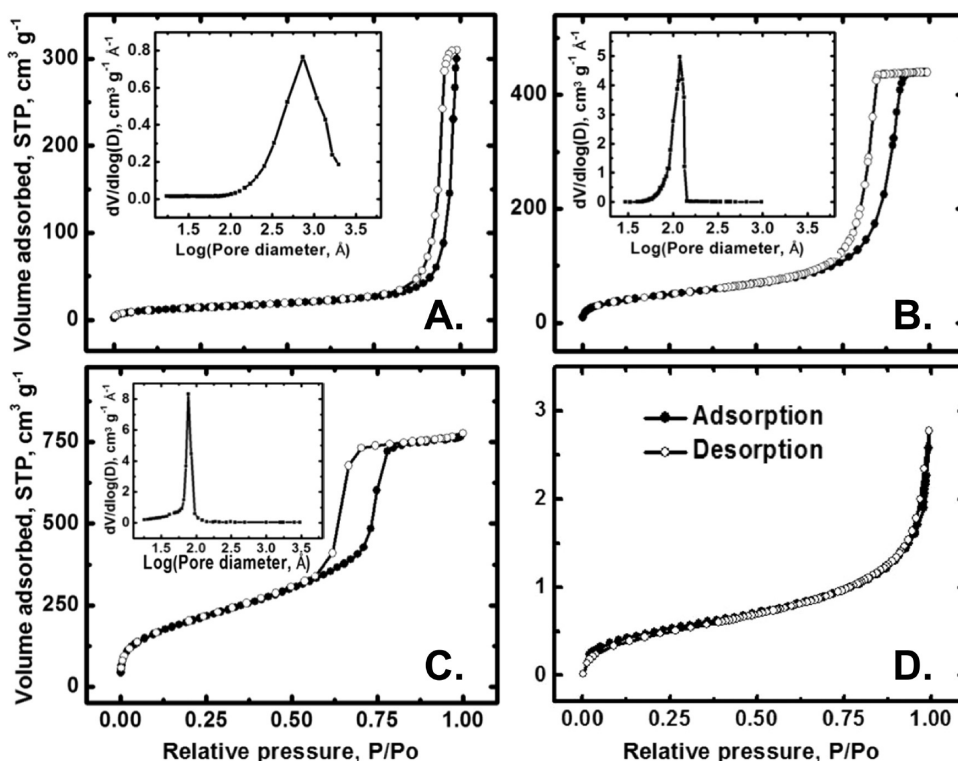 Volume adsorbed, STP, cm³ g⁻¹
300
200
100
0
dV/dlog(D), cm³ g⁻¹ Å⁻¹
0.8
0.6
0.4
0.2
0.0
1.5 2.0 2.5 3.0 3.5
Log(Pore diameter, Å)
A.
400
200
0
dV/dlog(D), cm³ g⁻¹ Å⁻¹
5
4
3
2
1
0
1.5 2.0 2.5 3.0 3.5
Log(Pore diameter, Å)
B.
Volume adsorbed, STP, cm³ g⁻¹
750
500
250
0
dV/dlog(D), cm³ g⁻¹ Å⁻¹
8
6
4
2
0
1.5 2.0 2.5 3.0 3.5
Log(Pore diameter, Å)
C.
0.00 0.25 0.50 0.75 1.00
Relative pressure, P/Po
3
2
1
0
Adsorption
Desorption
D.
0.00 0.25 0.50 0.75 1.00
Relative pressure, P/Po